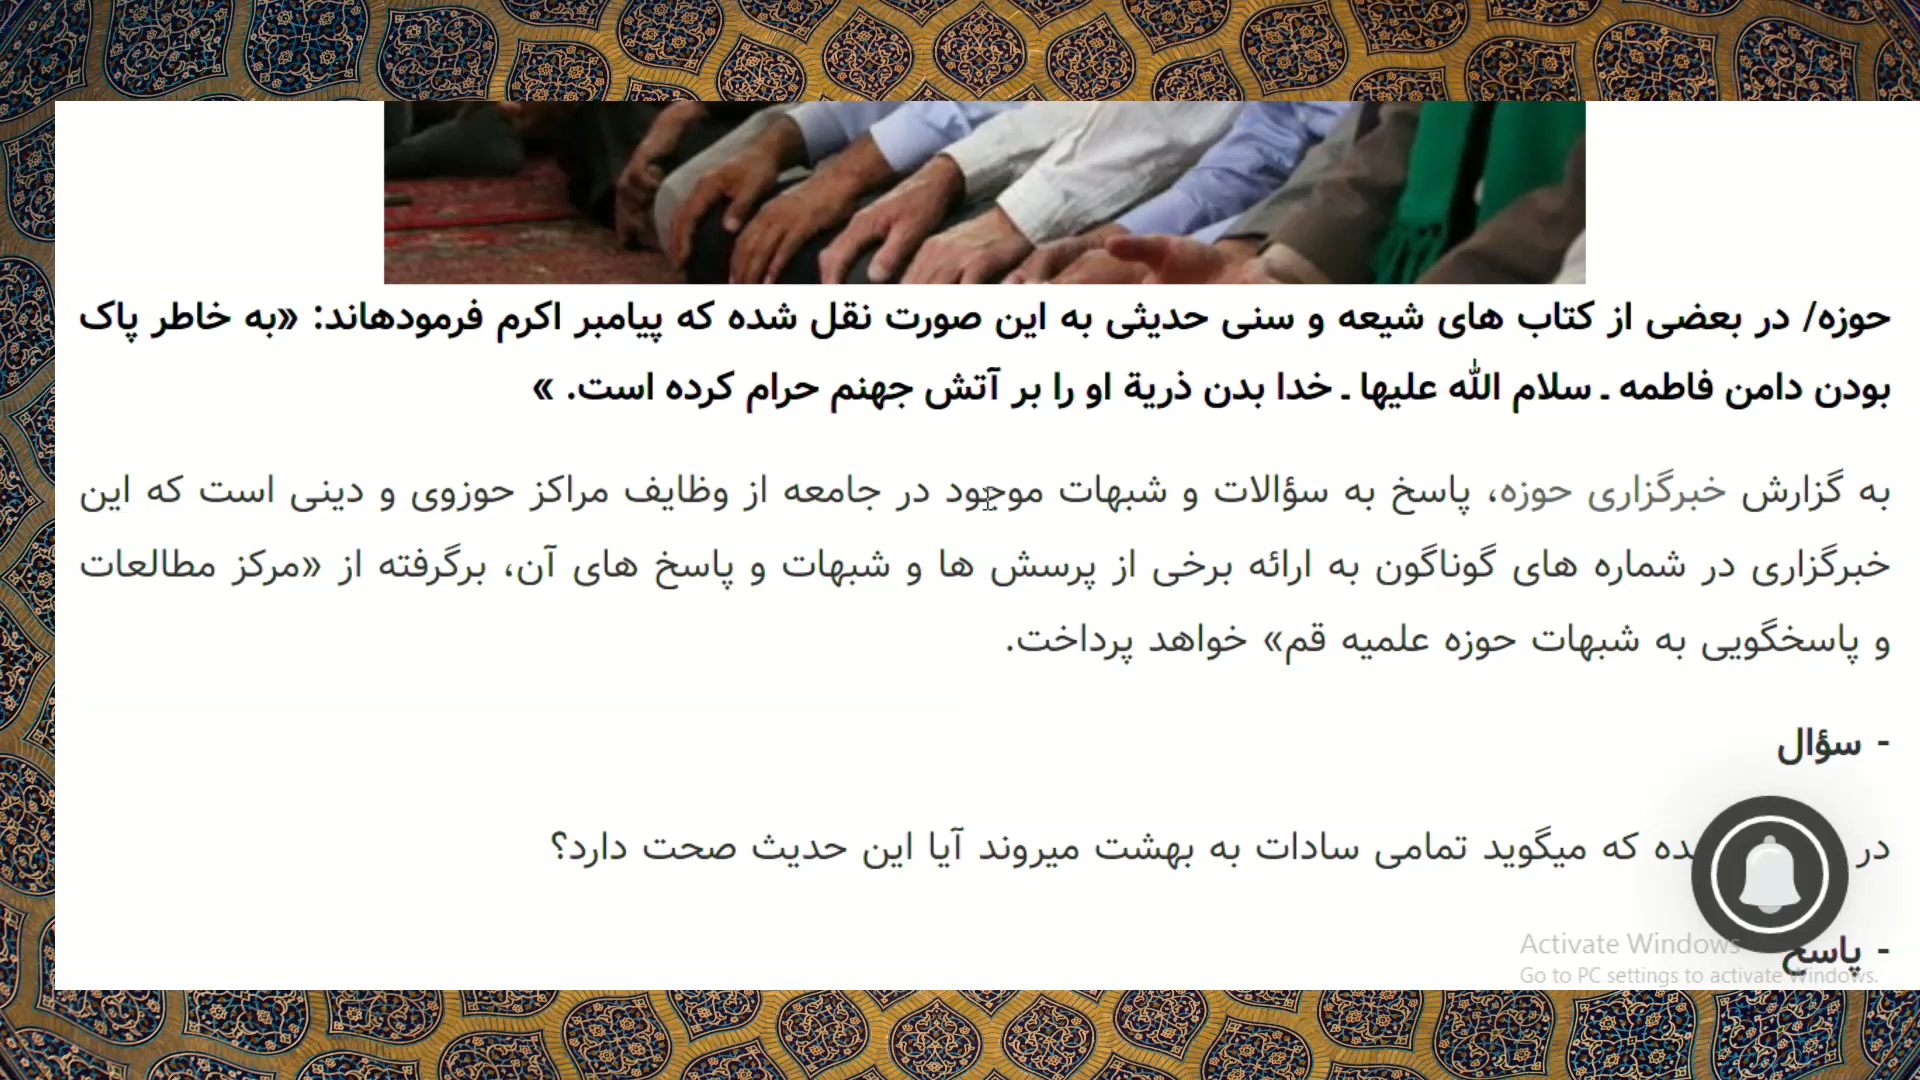 حوزه/ در بعضی از کتاب های شیعه و سنی حدیثی به این صورت نقل شده که پیامبر اکرم فرمودهاند: «به خاطر پاک
بودن دامن فاطمه ـ سلام الله علیها ـ خدا بدن ذریة او را بر آتش جهنم حرام کرده است. »
به گزارش خبرگزاری حوزه، پاسخ به سؤالات و شبهات موجود در جامعه از وظایف مراکز حوزوی و دینی است که این
خبرگزاری در شماره های گوناگون به ارائه برخی از پرسش ها و شبهات و پاسخ های آن، برگرفته از «مرکز مطالعات
و پاسخگویی به شبهات حوزه علمیه قم» خواهد پرداخت.
- سؤال
در که میگوید تمامی سادات به بهشت میروند آیا این حدیث صحت دارد؟
- پاسخ
Activate Windows
Go to PC settings to activate Windows.